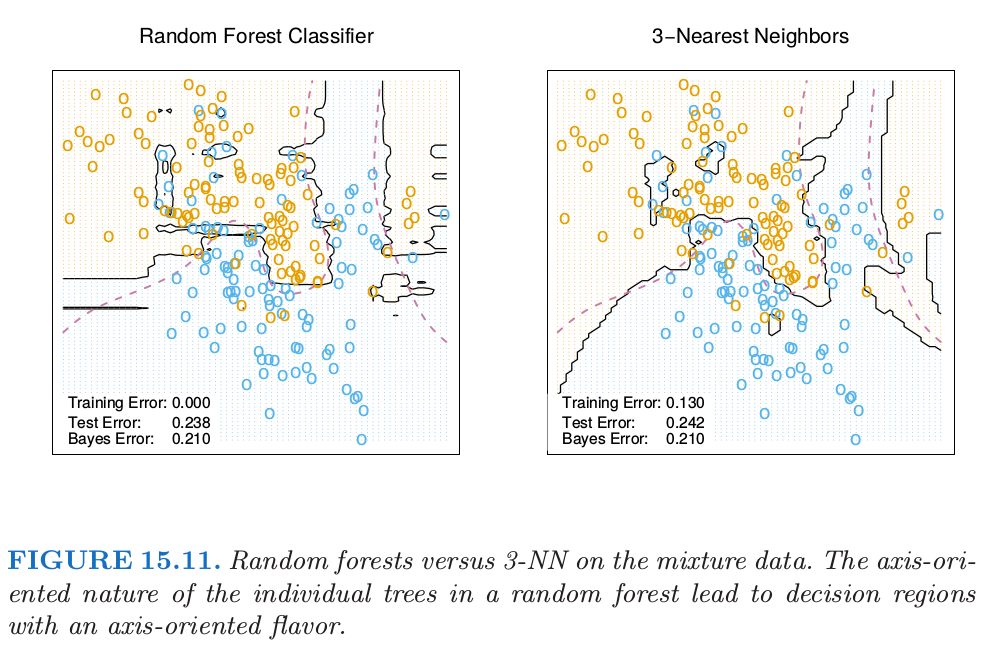 Random Forest Classifier
3−Nearest Neighbors
Training Error: 0.000
Test Error: 0.238
Bayes Error: 0.210
Training Error: 0.130
Test Error: 0.242
Bayes Error: 0.210
FIGURE 15.11. Random forests versus 3-NN on the mixture data. The axis-ori-
ented nature of the individual trees in a random forest lead to decision regions
with an axis-oriented flavor.